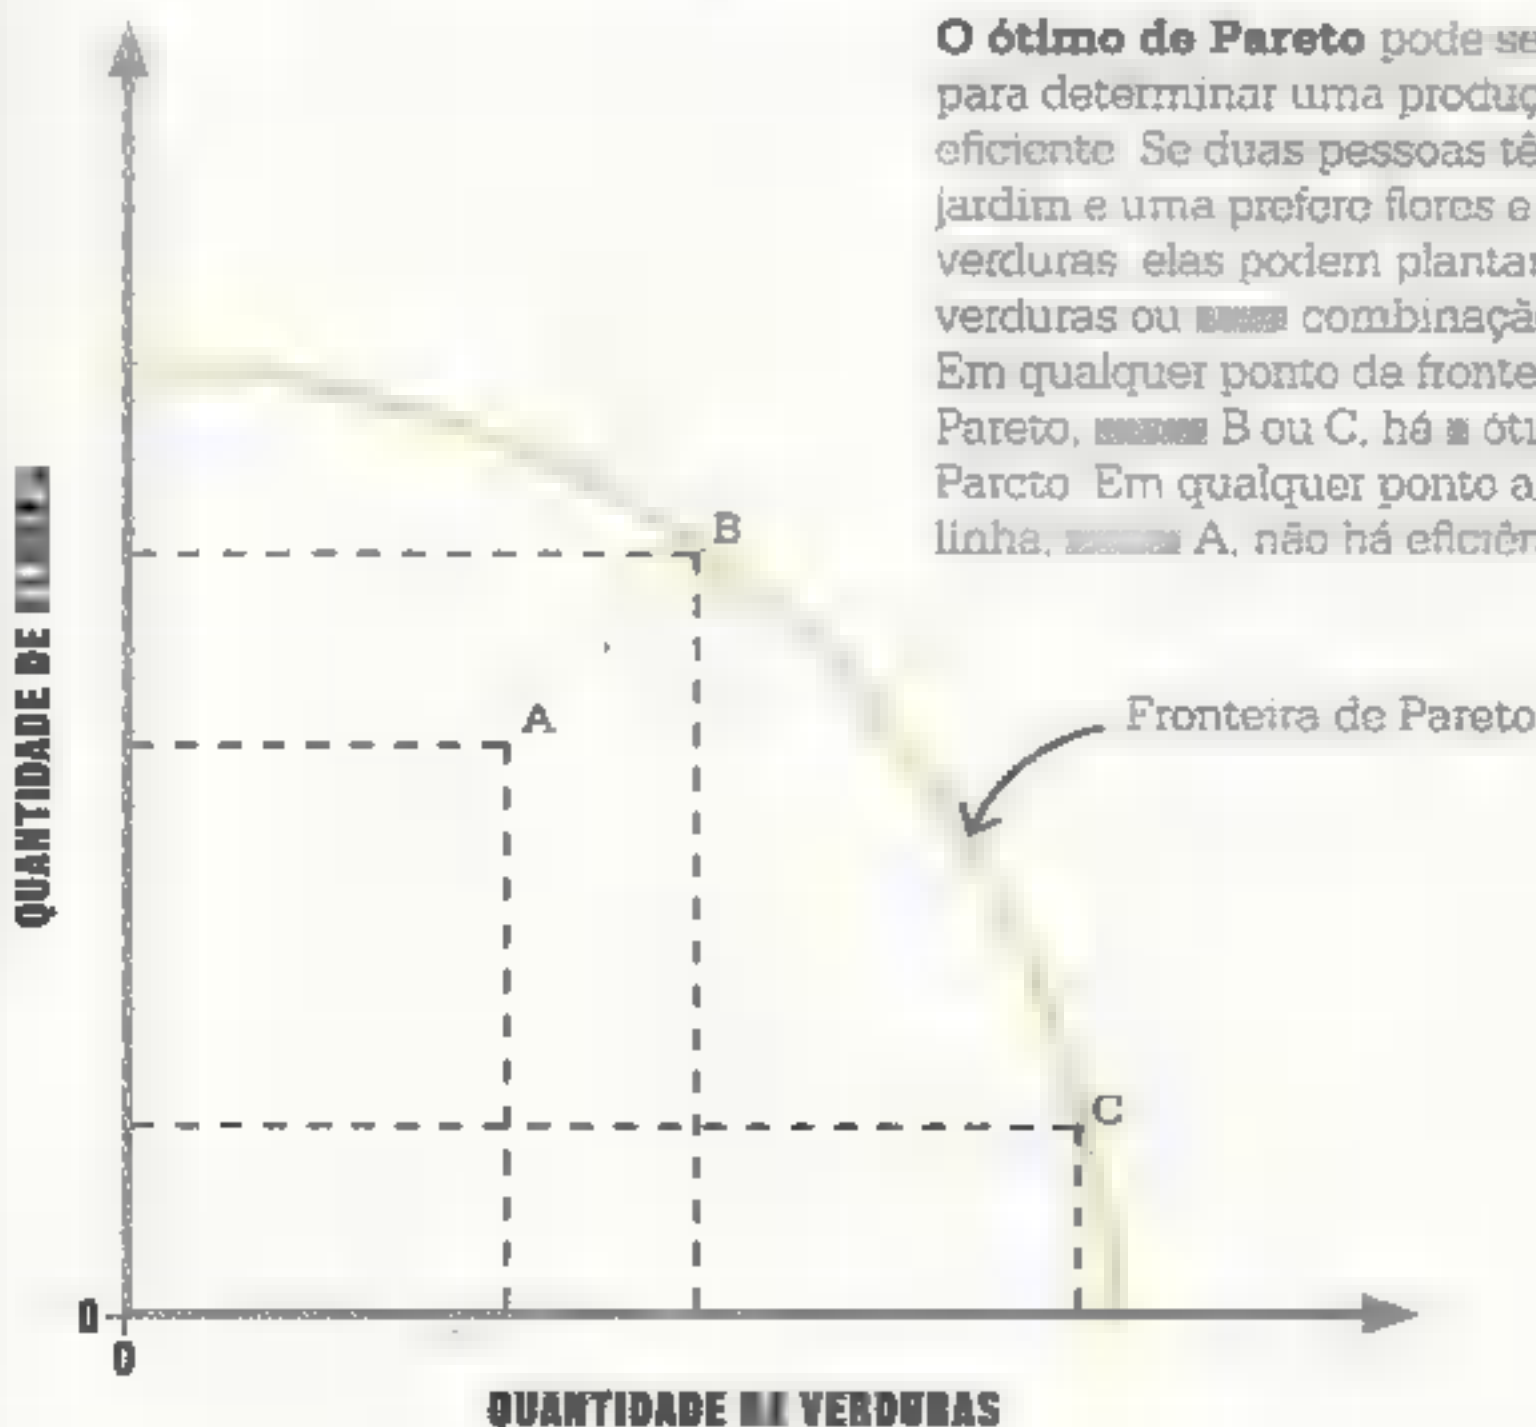 O ótimo de Pareto pode se
para determinar uma produç
eficiente Se duas pessoas tê
jardim e uma prefere flores e
verduras elas podem plantar
verduras ou combinaçã
Em qualquer ponto da fronte
Pareto, B ou C, há óti
Pareto Em qualquer ponto a
linha, A, não há eficiên
B
A
Fronteira de Pareto
C
QUANTIDADE DE
0
0
QUANTIDADE VERDURAS